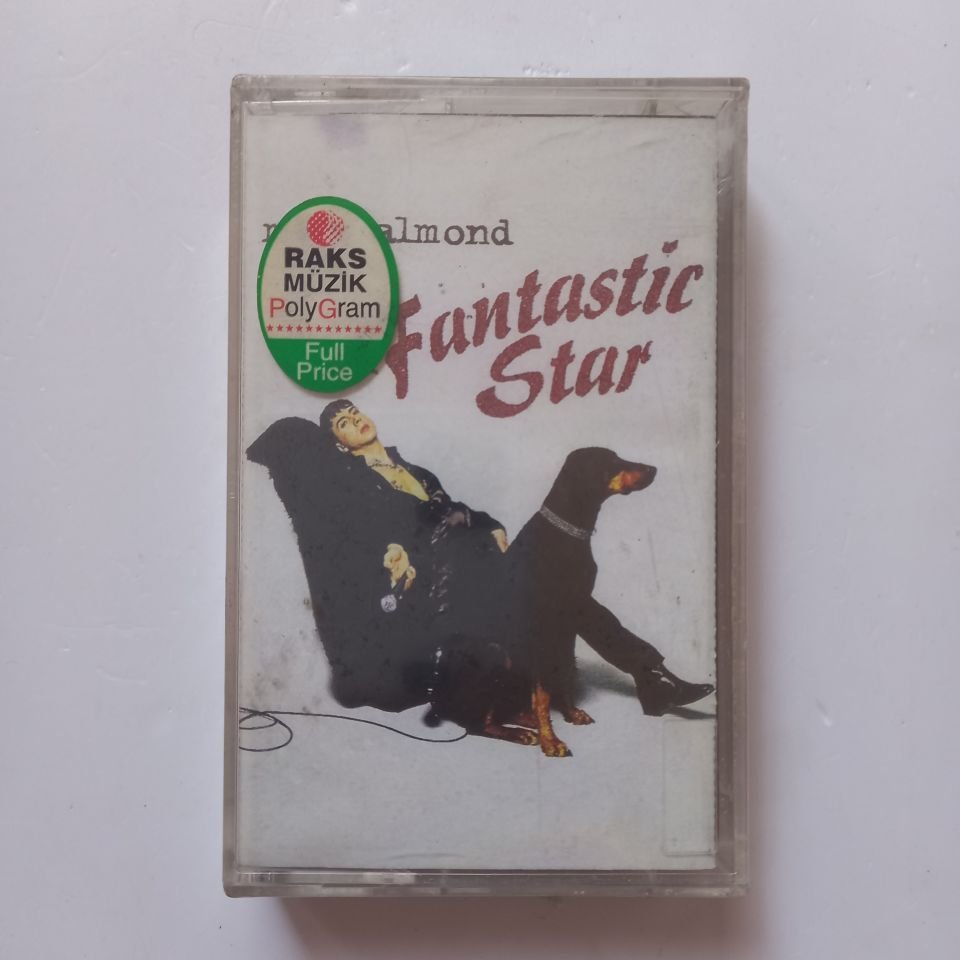 almond
RAKS
MÜZİK
PolyGram
Full
Price
Fantastic
Star